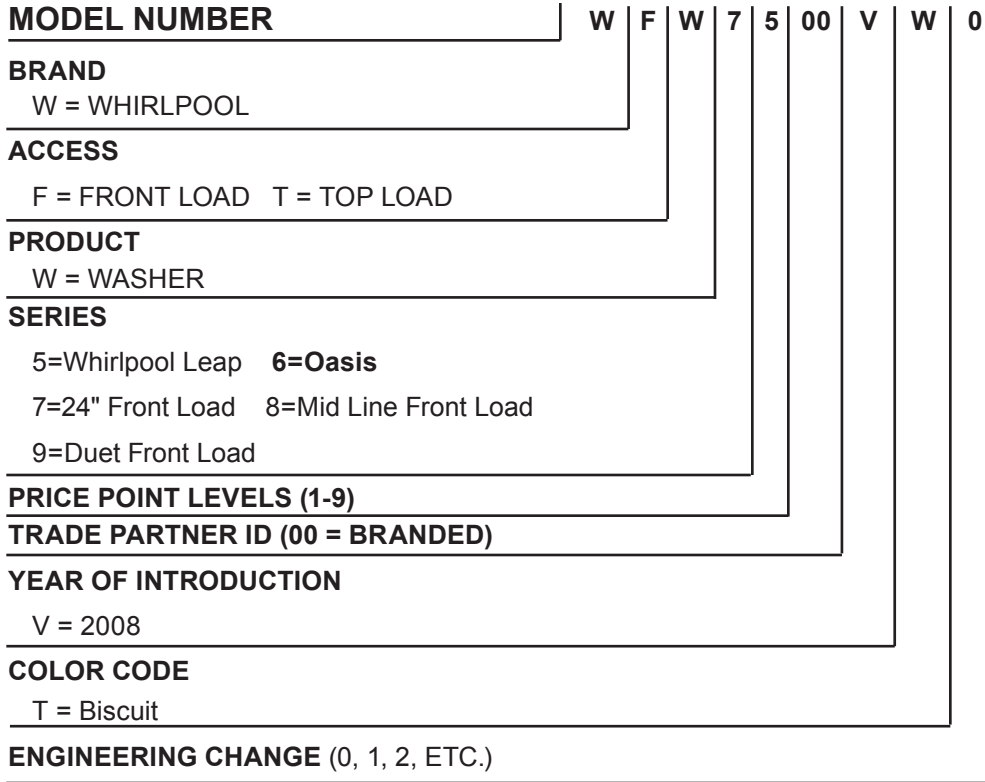 MODEL NUMBER W F W 7 5 00 V W 0
BRAND
W = WHIRLPOOL
ACCESS
F = FRONT LOAD T = TOP LOAD
PRODUCT
W = WASHER
SERIES
5=Whirlpool Leap 6=Oasis
7=24" Front Load 8=Mid Line Front Load
9=Duet Front Load
PRICE POINT LEVELS (1-9)
TRADE PARTNER ID (00 = BRANDED)
YEAR OF INTRODUCTION
V = 2008
COLOR CODE
T = Biscuit
ENGINEERING CHANGE (0, 1, 2, ETC.)